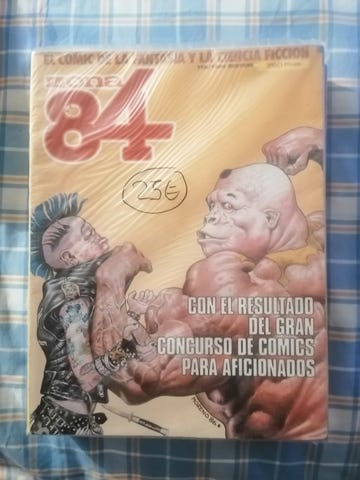 EL COMIC DE LA FANTASIA Y LA CIENCIA FICCION
zona
84
25€
CON EL RESULTADO
DEL GRAN
CONCURSO DE COMICS
PARA AFICIONADOS